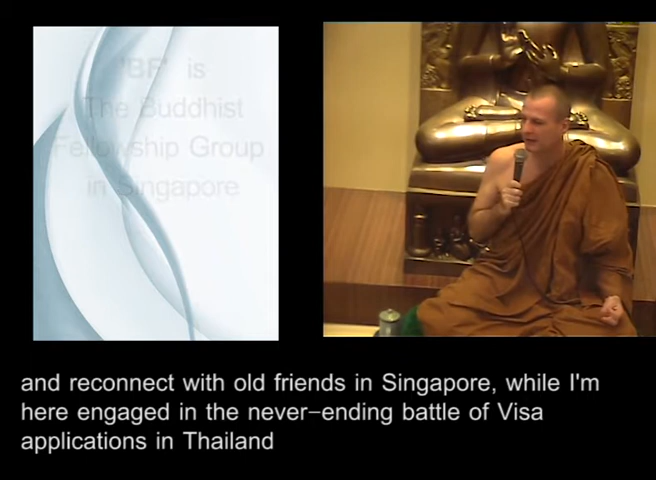 'BF' is
The Buddhist
Fellowship Group
in Singapore
and reconnect with old friends in Singapore, while I'm
here engaged in the never-ending battle of Visa
applications in Thailand